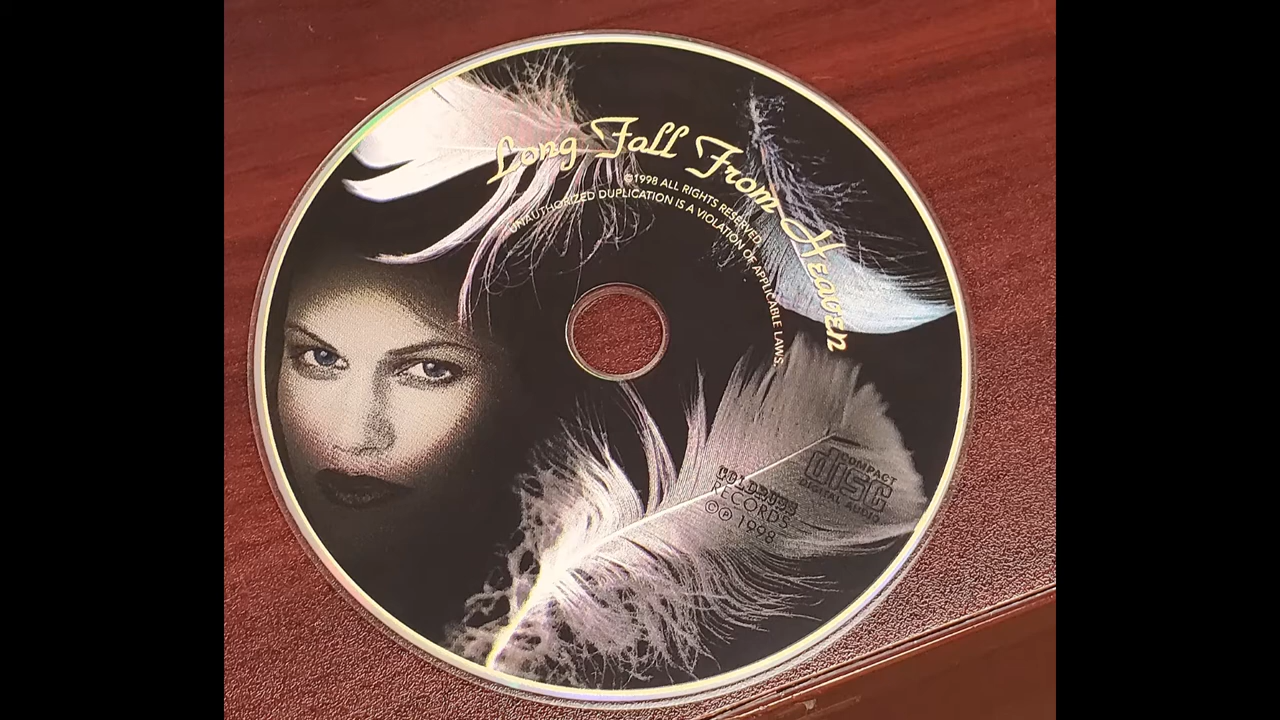 Long Fall From Heaven
©1998 ALL RIGHTS RESERVED.
UNAUTHORIZED DUPLICATION IS A VIOLATION OF APPLICABLE LAWS.
COMPACT
disc
DIGITAL AUDIO
RECORDS
©℗ 1998